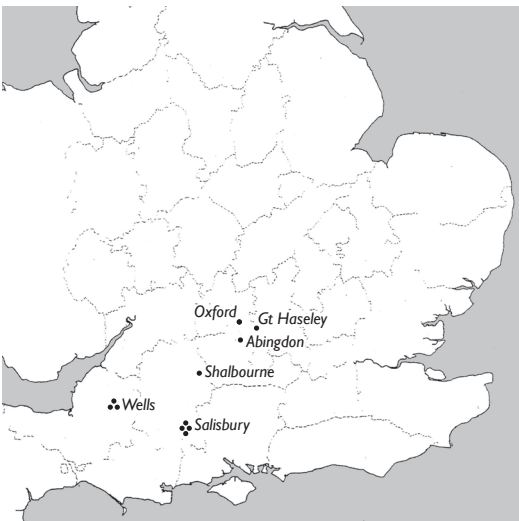 Oxford
Gt Haseley
Abingdon
Shalbourne
Wells
Salisbury